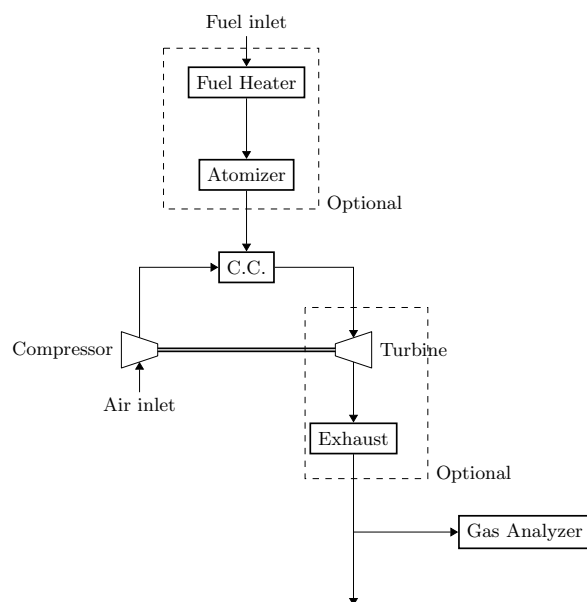 Fuel inlet
Fuel Heater
Atomizer
Optional
C.C.
Compressor
Turbine
Air inlet
Exhaust
Optional
Gas Analyzer